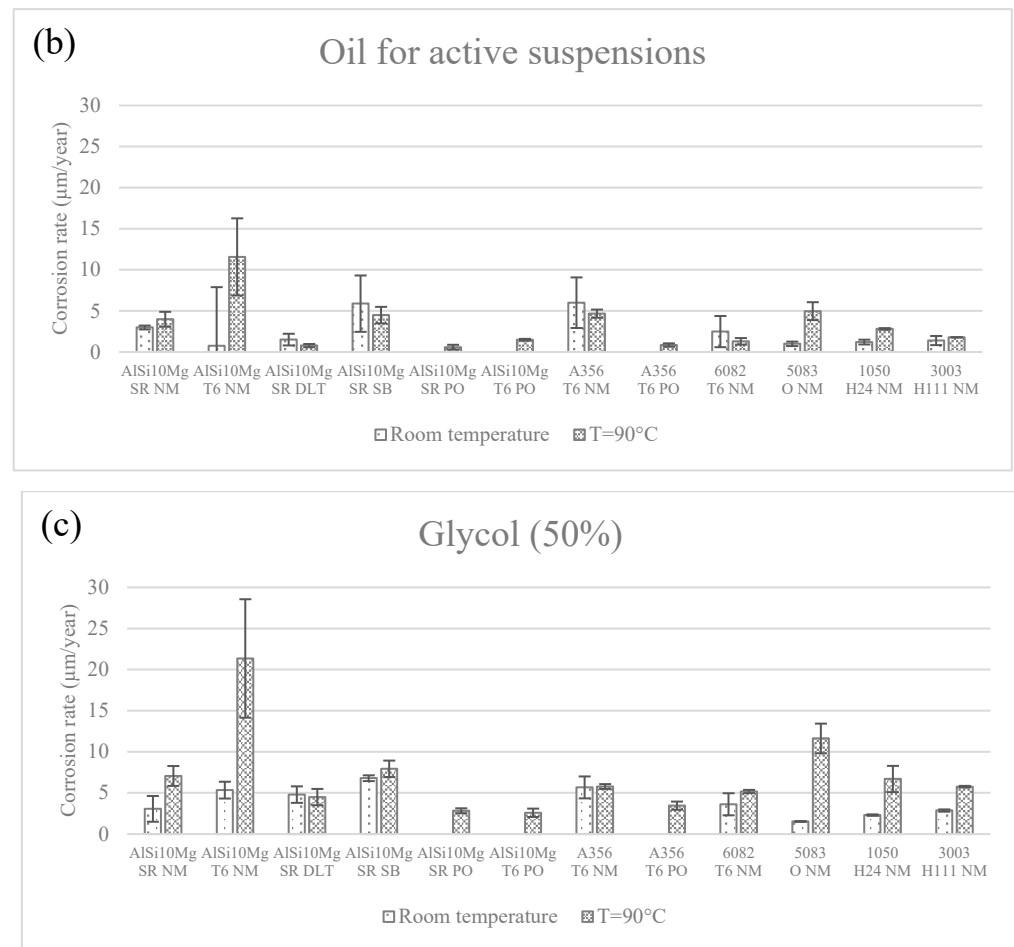 (b)
Oil for active suspensions
Corrosion rate (µm/year)
30
25
20
15
10
5
0
AlSi10Mg AlSi10Mg AlSi10Mg AlSi10Mg AlSi10Mg AlSi10Mg A356 A356 6082 5083 1050 3003
SR NM T6 NM SR DLT SR SB SR PO T6 PO T6 NM T6 PO T6 NM O NM H24 NM H111 NM
Room temperature T=90°C
(c)
Glycol (50%)
Corrosion rate (µm/year)
30
25
20
15
10
5
0
AlSi10Mg AlSi10Mg AlSi10Mg AlSi10Mg AlSi10Mg AlSi10Mg A356 A356 6082 5083 1050 3003
SR NM T6 NM SR DLT SR SB SR PO T6 PO T6 NM T6 PO T6 NM O NM H24 NM H111 NM
Room temperature T=90°C